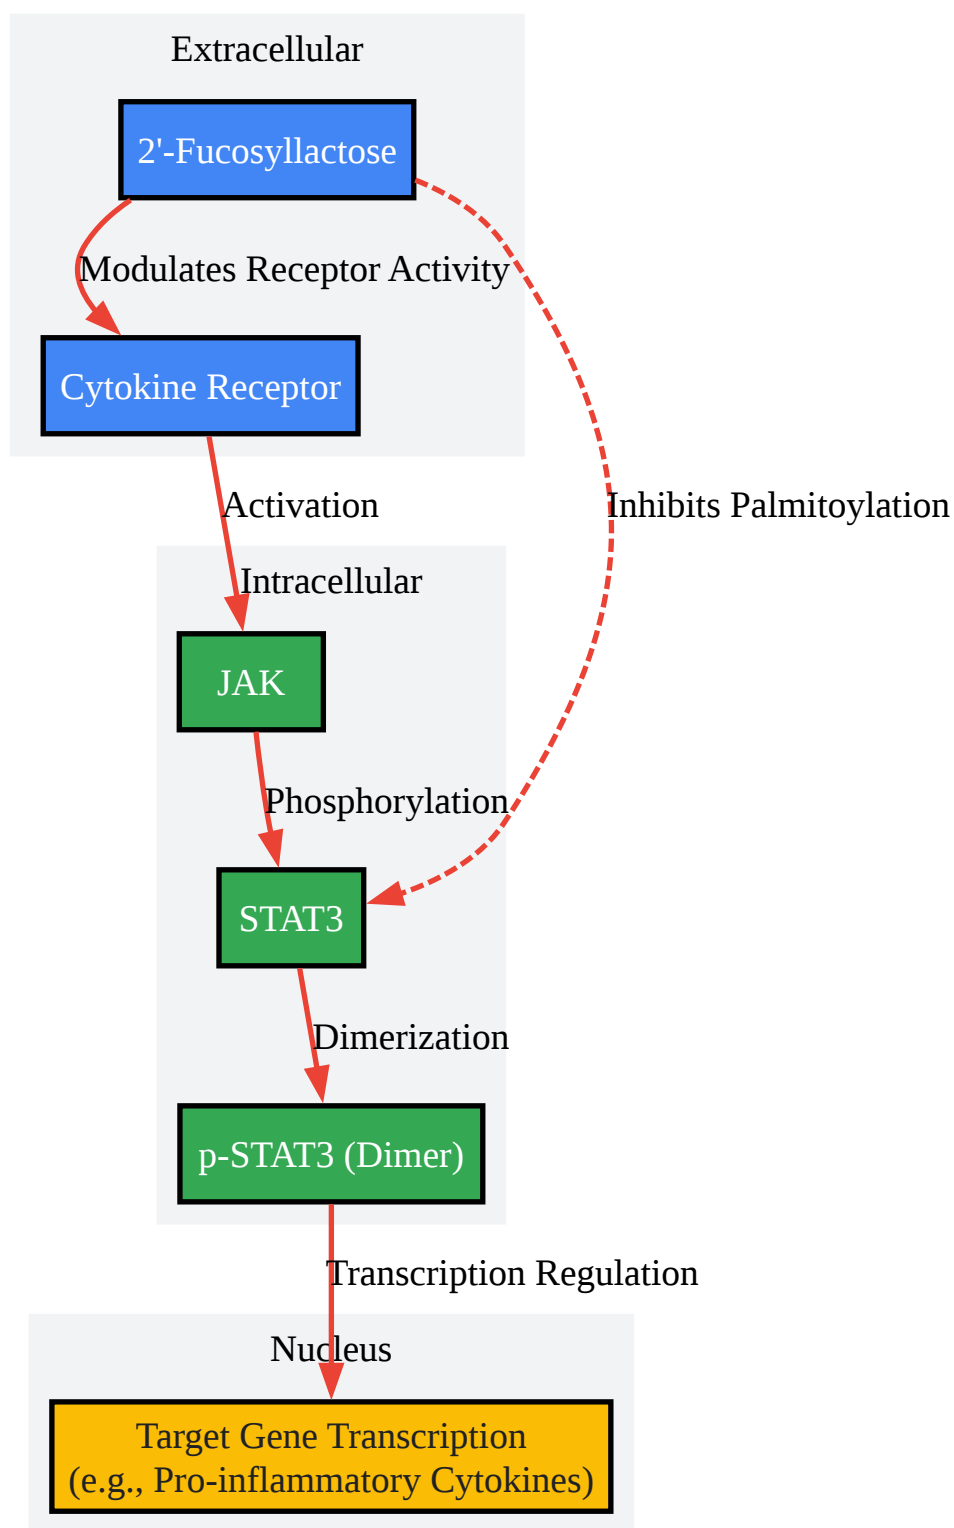 Extracellular
2'-Fucosyllactose
Modulates Receptor Activity
Cytokine Receptor
Activation
Inhibits Palmitoylation
Intracellular
JAK
Phosphorylation
STAT3
Dimerization
p-STAT3 (Dimer)
Transcription Regulation
Nucleus
Target Gene Transcription
(e.g., Pro-inflammatory Cytokines)